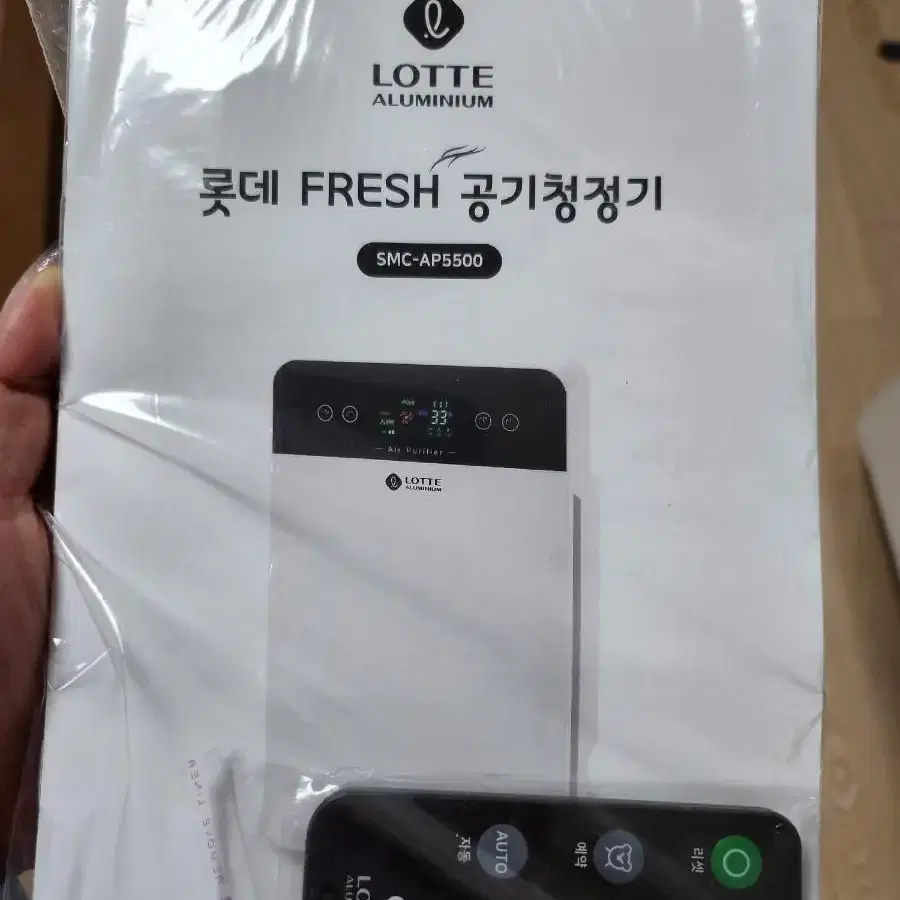 LOTTE
ALUMINIUM
롯데 FRESH 공기청정기
SMC-AP5500
33
Air Purifier
LOTTE
ALUMINIUM
AUTO
자동
예약
리셋